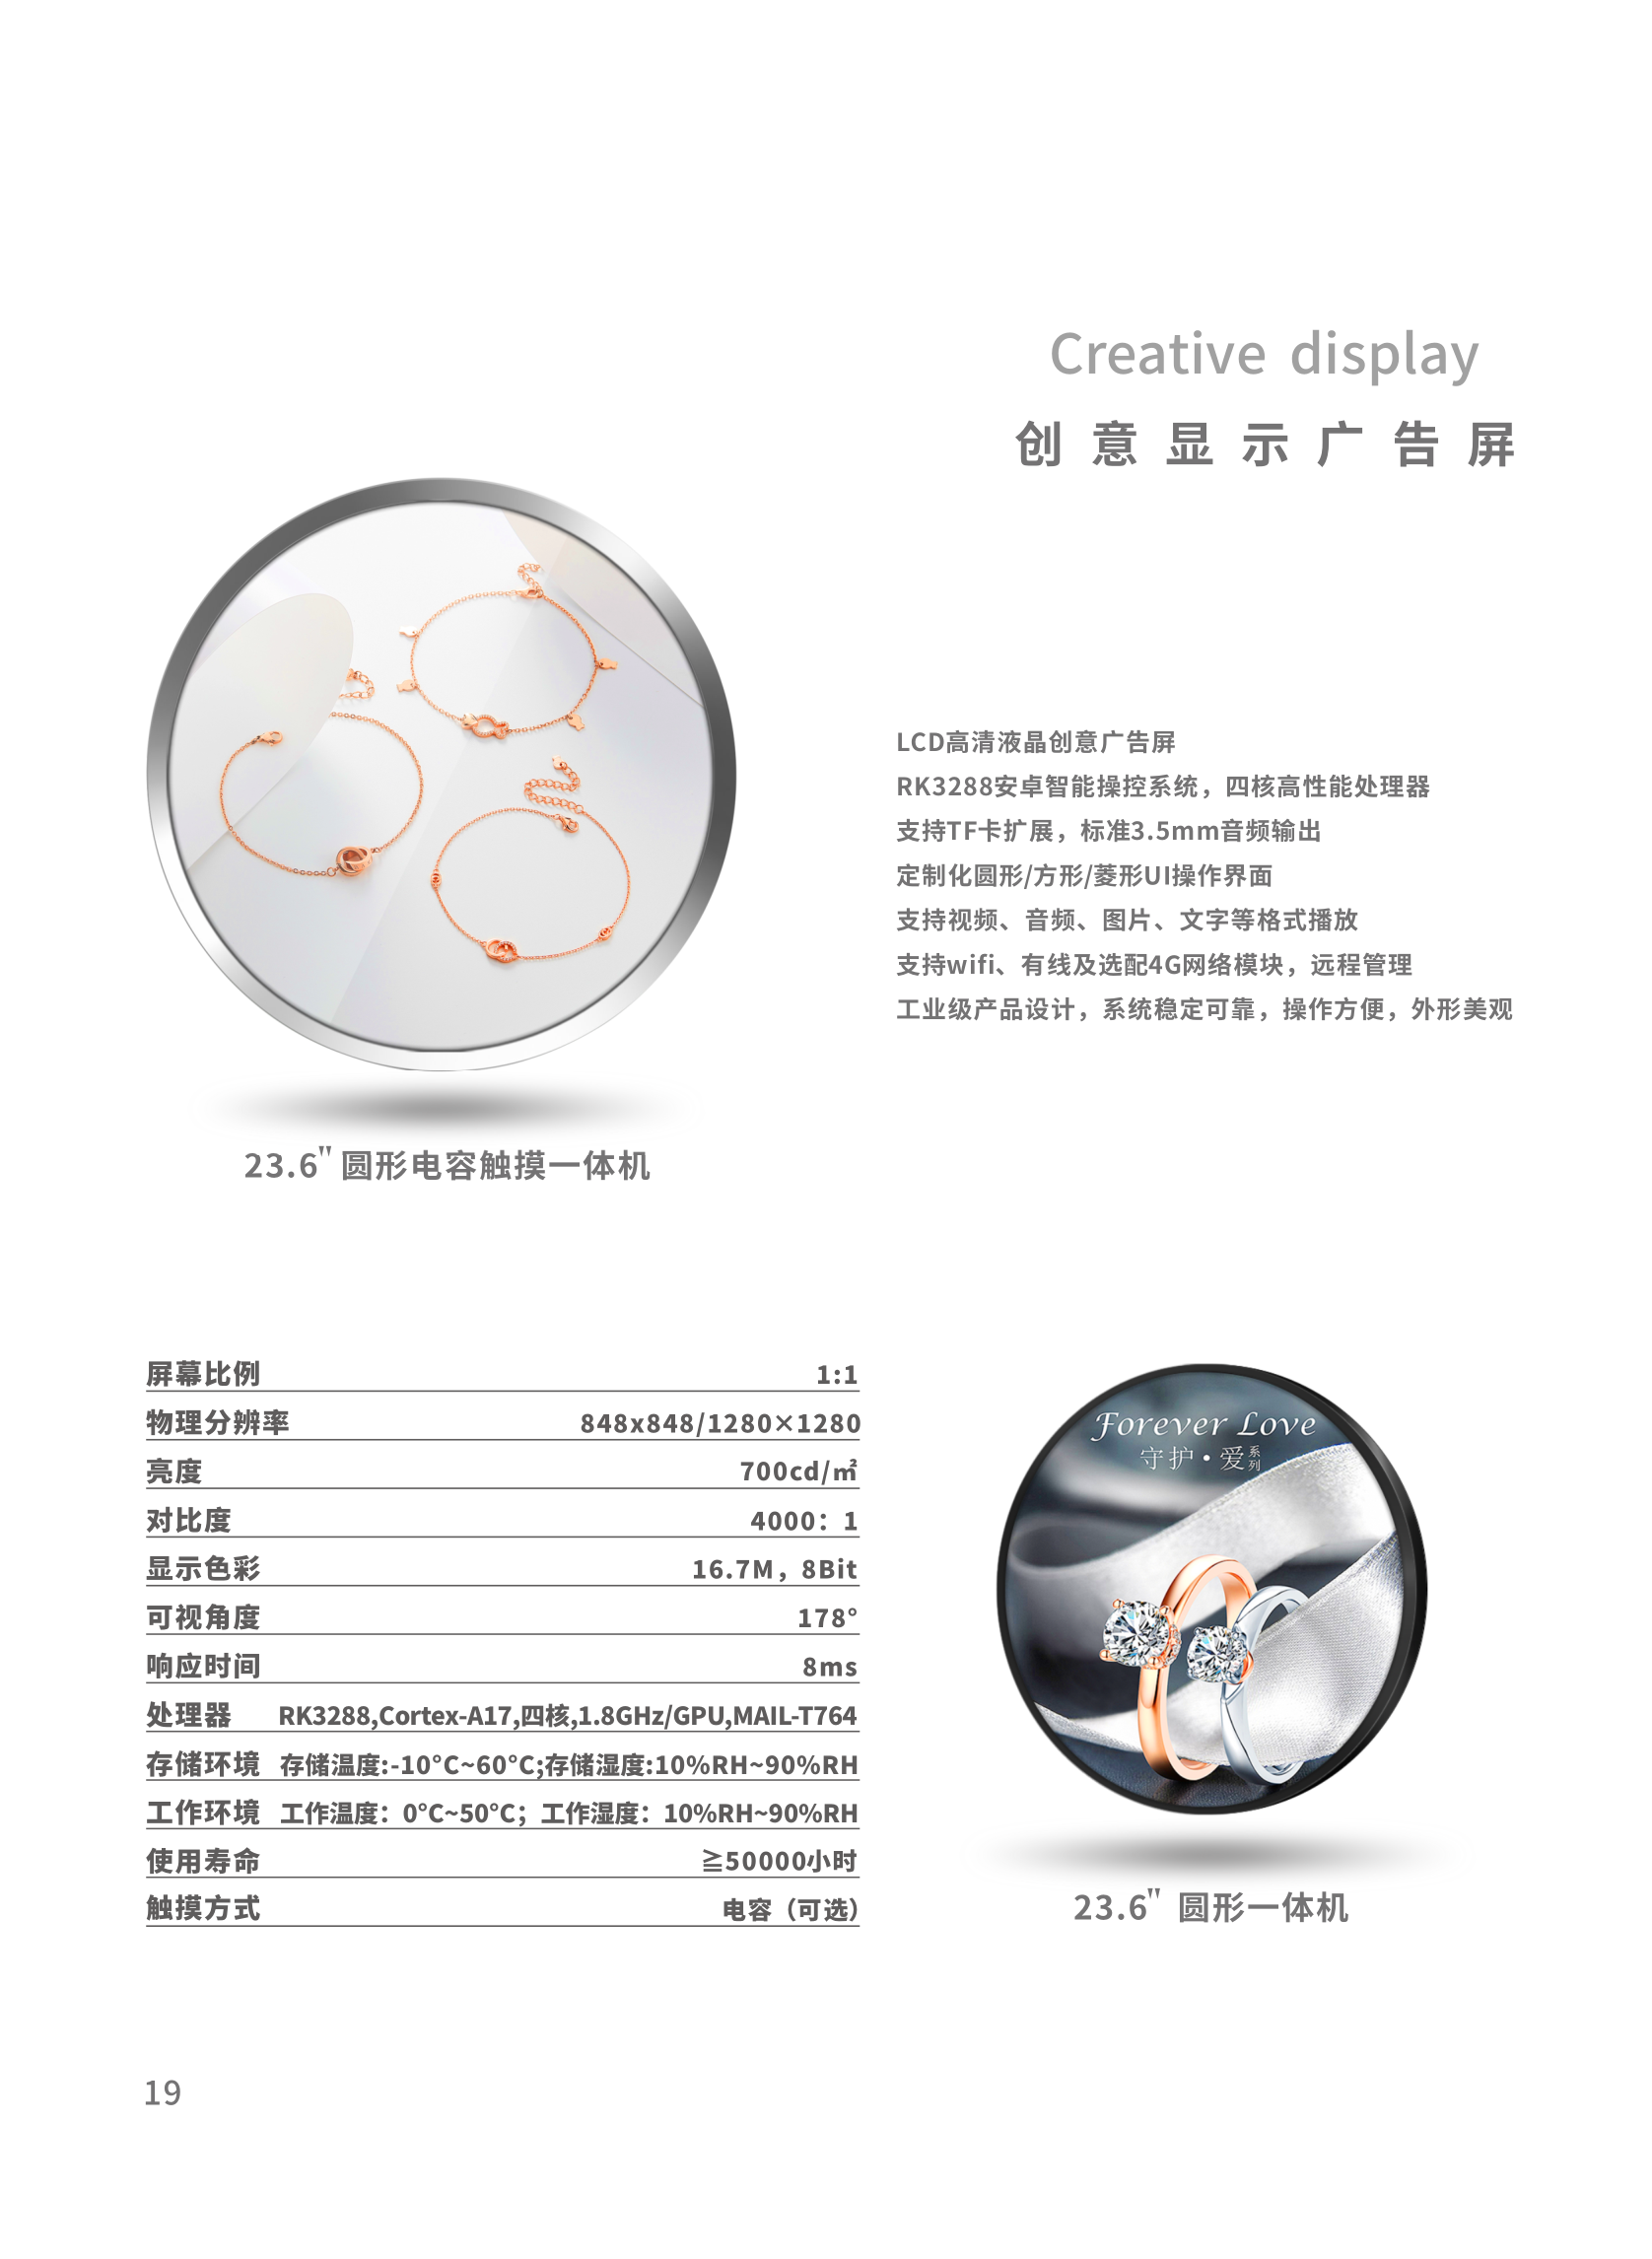 Creative display
创意显示广告屏
LCD高清液晶创意广告屏
RK3288安卓智能操控系统，四核高性能处理器
支持TF卡扩展，标准3.5mm音频输出
定制化圆形/方形/菱形UI操作界面
支持视频、音频、图片、文字等格式播放
支持wifi、有线及选配4G网络模块，远程管理
工业级产品设计，系统稳定可靠，操作方便，外形美观
23.6" 圆形电容触摸一体机
屏幕比例 1:1
物理分辨率 848x848/1280×1280
亮度 700cd/㎡
对比度 4000：1
显示色彩 16.7M，8Bit
可视角度 178°
响应时间 8ms
处理器 RK3288,Cortex-A17,四核,1.8GHz/GPU,MAIL-T764
存储环境 存储温度:-10°C~60°C;存储湿度:10%RH~90%RH
工作环境 工作温度：0°C~50°C；工作湿度：10%RH~90%RH
使用寿命 ≧50000小时
触摸方式 电容（可选）
Forever Love
守护·爱系列
23.6" 圆形一体机
19